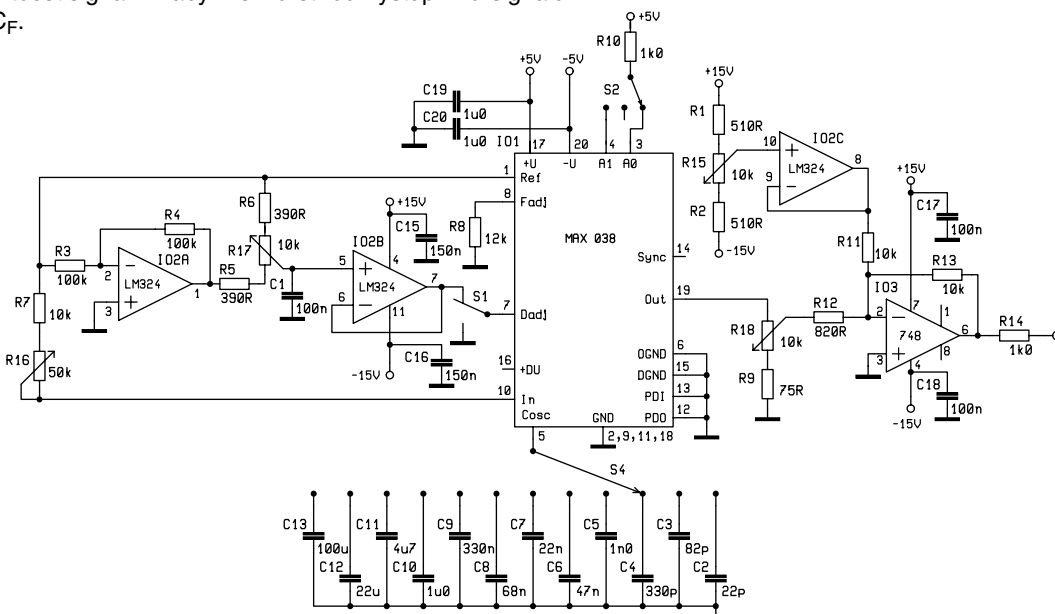 C_F.
+5V
R10
1k0
+5V
-5V
S2
C19
1u0
C20
1u0
IO1
17
20
4
3
+U
-U
A1
A0
1
Ref
8
Fadj
R8
12k
MAX 038
Sync
14
Out
19
Dadj
7
16
+DU
10
In
Cosc
5
GND
2,9,11,18
OGND
6
DGND
15
PDI
13
PDO
12
R3
100k
R4
100k
IO2A
LM324
2
3
1
R7
10k
R16
50k
R5
390R
R6
390R
R17
10k
C1
100n
+15V
C15
150n
IO2B
LM324
5
6
4
7
11
S1
C16
150n
-15V
+15V
R1
510R
R15
10k
R2
510R
-15V
IO2C
LM324
10
9
8
R11
10k
+15V
C17
100n
R13
10k
IO3
748
R12
820R
R18
10k
R9
75R
2
3
7
1
6
8
4
R14
1k0
C18
100n
-15V
S4
C13
100u
C12
22u
C11
4u7
C10
1u0
C9
330n
C8
68n
C7
22n
C6
47n
C5
1n0
C4
330p
C3
82p
C2
22p